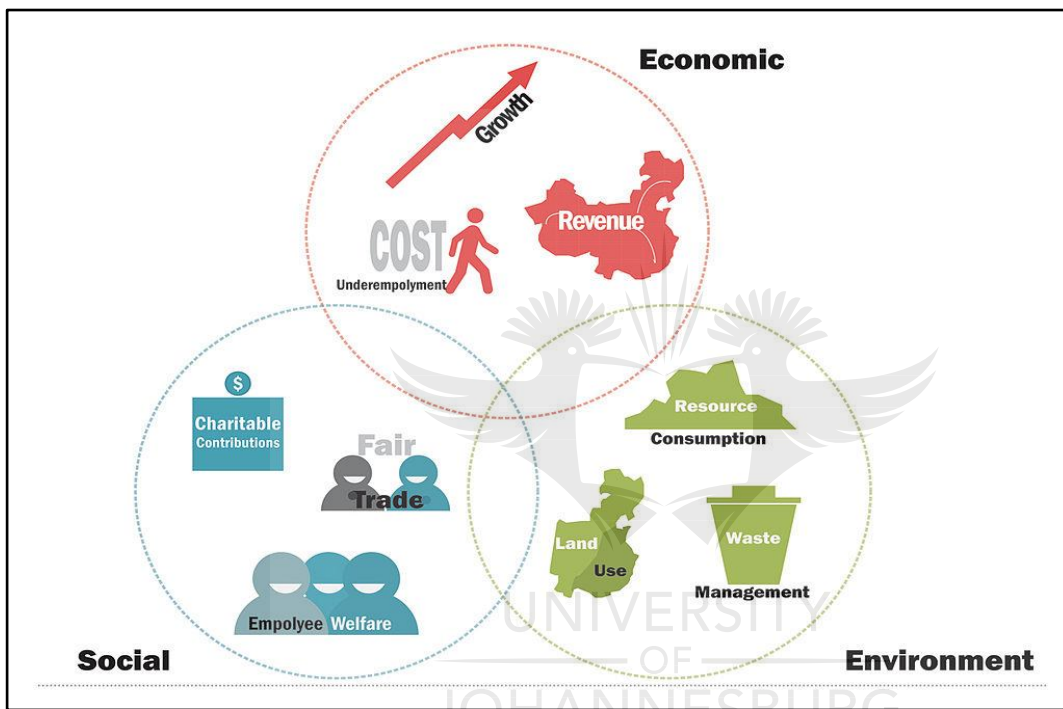 Economic
Growth
COST
Underempolyment
Revenue
$
Charitable
Contributions
Fair
Trade
Empolyee Welfare
Social
Resource
Consumption
Land
Use
Waste
Management
Environment
UNIVERSITY
OF
JOHANNESBURG